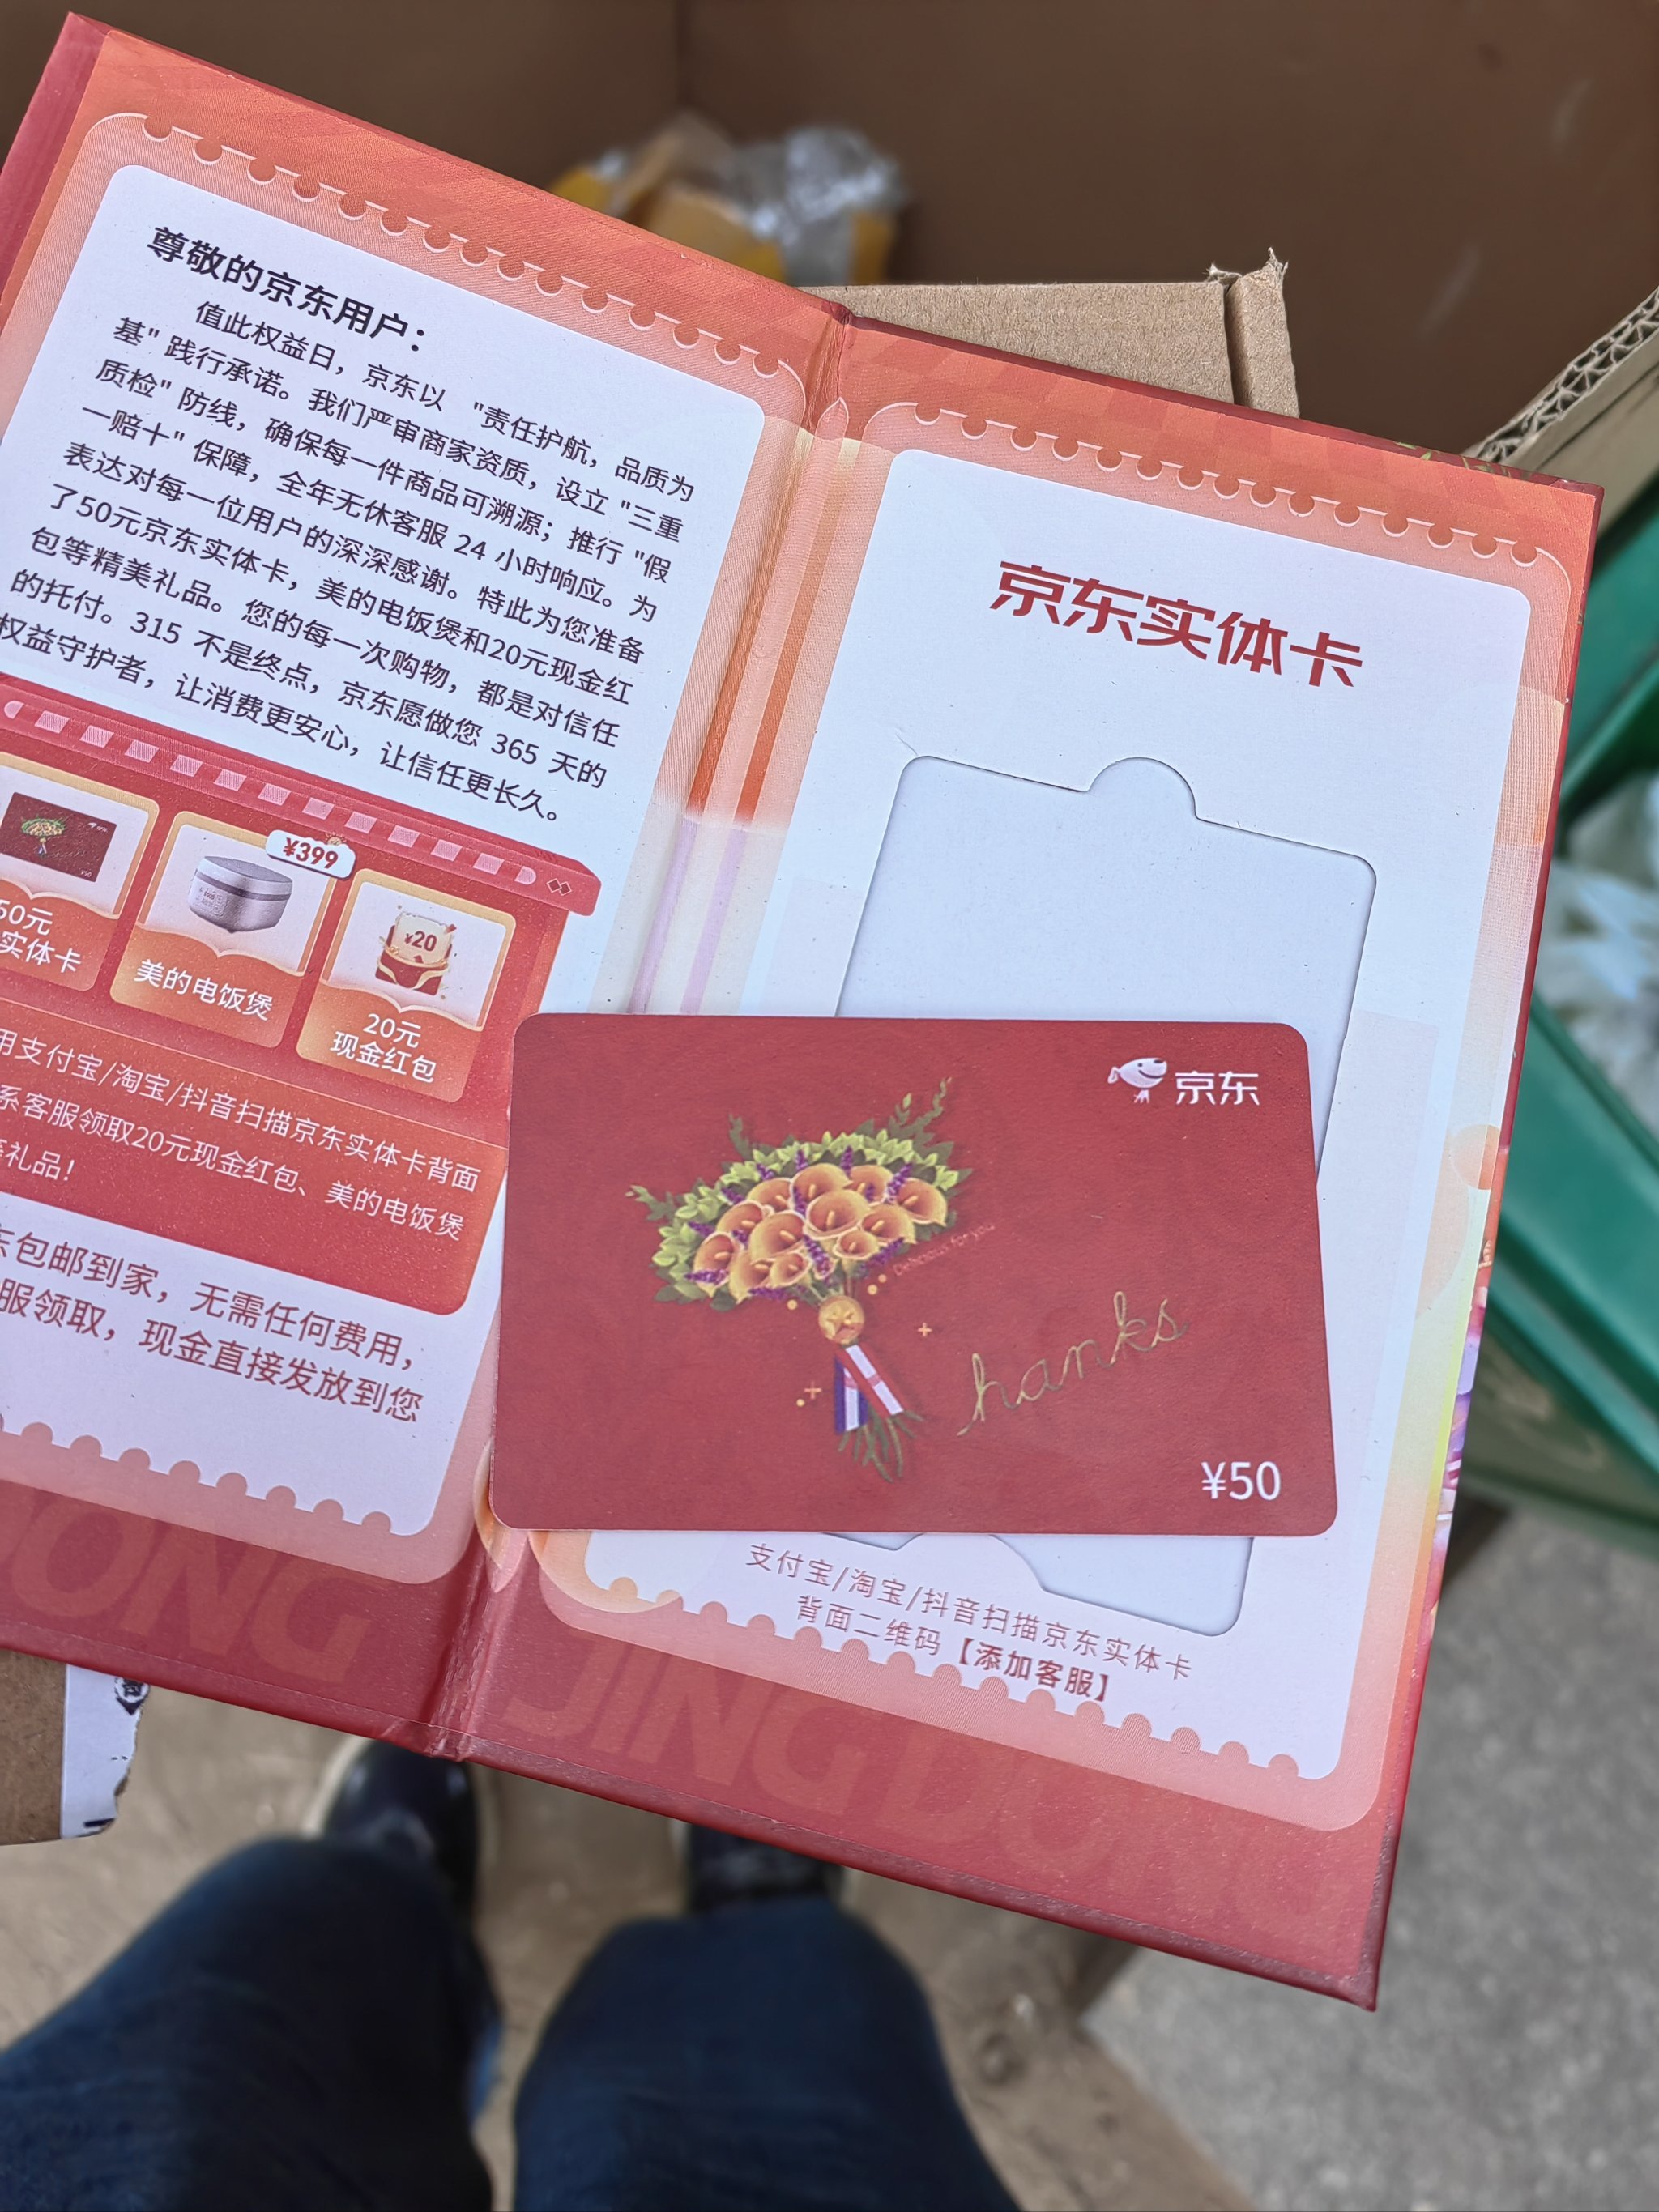 尊敬的京东用户：
值此权益日，京东以 "责任护航，品质为
基" 践行承诺。我们严审商家资质，设立 "三重
质检" 防线，确保每一件商品可溯源；推行 "假
一赔十" 保障，全年无休客服 24 小时响应。为
表达对每一位用户的深深感谢。特此为您准备
了50元京东实体卡，美的电饭煲和20元现金红
包等精美礼品。您的每一次购物，都是对信任
的托付。315 不是终点，京东愿做您 365 天的
权益守护者，让消费更安心，让信任更长久。
¥50
50元
实体卡
¥399
美的电饭煲
¥20
20元
现金红包
用支付宝/淘宝/抖音扫描京东实体卡背面
系客服领取20元现金红包、美的电饭煲
礼品！
东包邮到家，无需任何费用，
服领取，现金直接发放到您
ONG
京东实体卡
京东
Delicious for you
hanks
¥50
支付宝/淘宝/抖音扫描京东实体卡
背面二维码【添加客服】
JINGDONG